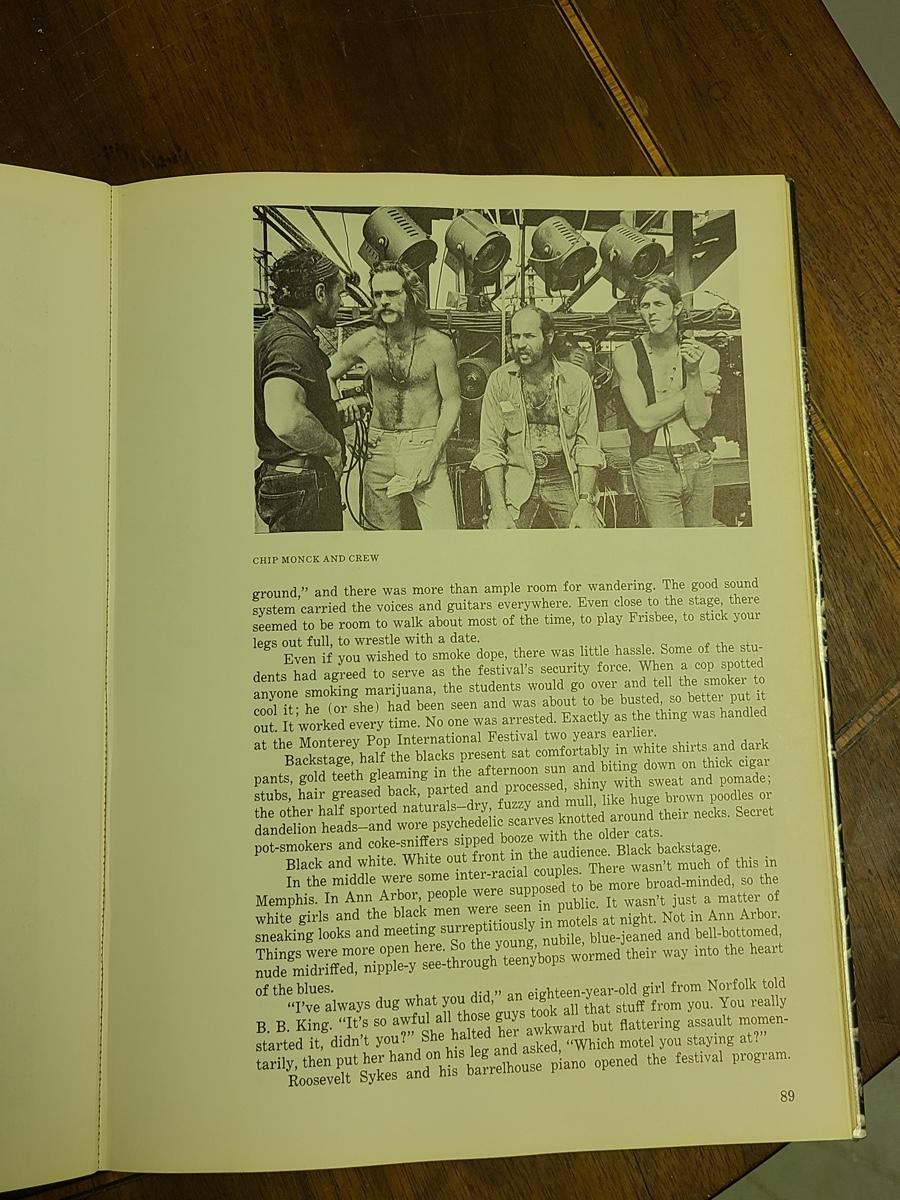 CHIP MONCK AND CREW
ground,” and there was more than ample room for wandering. The good sound
system carried the voices and guitars everywhere. Even close to the stage, there
seemed to be room to walk about most of the time, to play Frisbee, to stick your
legs out full, to wrestle with a date.
Even if you wished to smoke dope, there was little hassle. Some of the stu-
dents had agreed to serve as the festival’s security force. When a cop spotted
anyone smoking marijuana, the students would go over and tell the smoker to
cool it; he (or she) had been seen and was about to be busted, so better put it
out. It worked every time. No one was arrested. Exactly as the thing was handled
at the Monterey Pop International Festival two years earlier.
Backstage, half the blacks present sat comfortably in white shirts and dark
pants, gold teeth gleaming in the afternoon sun and biting down on thick cigar
stubs, hair greased back, parted and processed, shiny with sweat and pomade;
the other half sported naturals—dry, fuzzy and mull, like huge brown poodles or
dandelion heads—and wore psychedelic scarves knotted around their necks. Secret
pot-smokers and coke-sniffers sipped booze with the older cats.
Black and white. White out front in the audience. Black backstage.
In the middle were some inter-racial couples. There wasn’t much of this in
Memphis. In Ann Arbor, people were supposed to be more broad-minded, so the
white girls and the black men were seen in public. It wasn’t just a matter of
sneaking looks and meeting surreptitiously in motels at night. Not in Ann Arbor.
Things were more open here. So the young, nubile, blue-jeaned and bell-bottomed,
nude midriffed, nipple-y see-through teenybops wormed their way into the heart
of the blues.
“I’ve always dug what you did,” an eighteen-year-old girl from Norfolk told
B. B. King. “It’s so awful all those guys took all that stuff from you. You really
started it, didn’t you?” She halted her awkward but flattering assault momen-
tarily, then put her hand on his leg and asked, “Which motel you staying at?”
Roosevelt Sykes and his barrelhouse piano opened the festival program.
89